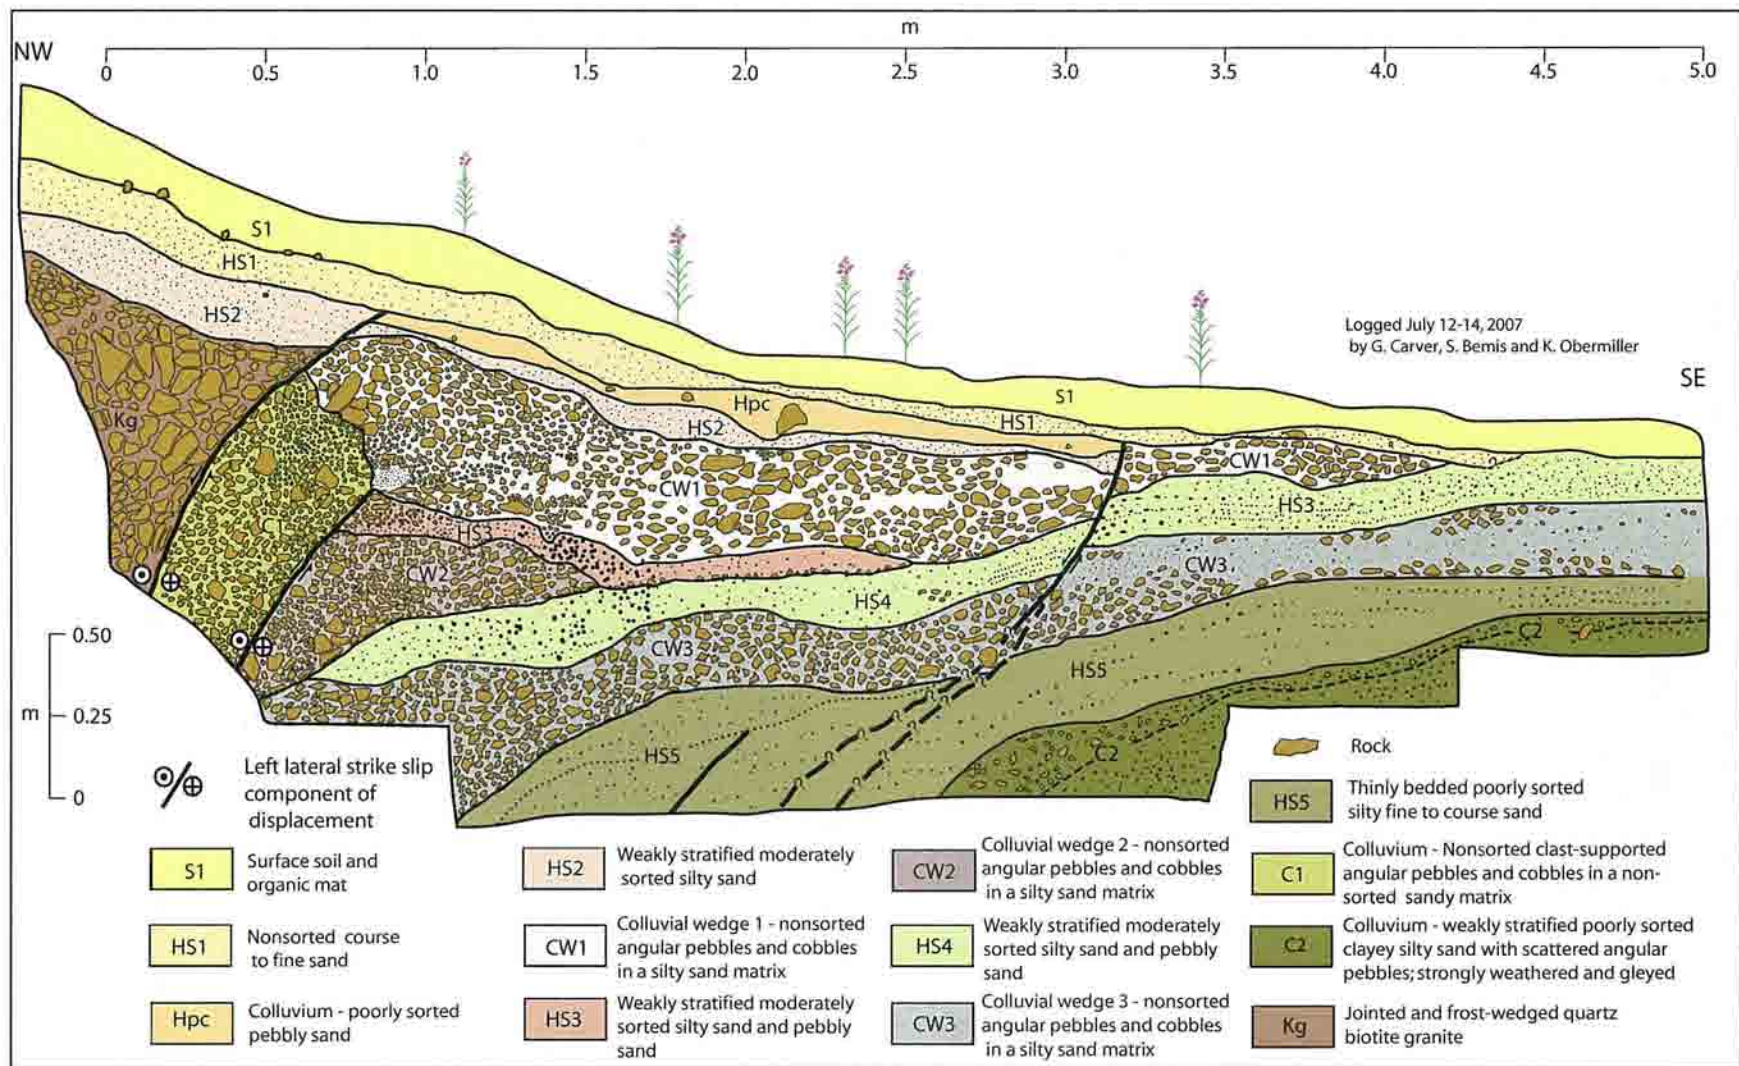 m
NW
0 0.5 1.0 1.5 2.0 2.5 3.0 3.5 4.0 4.5 5.0
S1
HS1
HS2
Kg
C1
Logged July 12-14, 2007
by G. Carver, S. Bemis and K. Obermiller
SE
S1
Hpc
HS1
HS2
CW1
CW1
HS3
HS3
CW2
CW3
HS4
CW3
HS5
C2
HS5
C2
0.50
m
0.25
0
Left lateral strike slip
component of
displacement
S1
Surface soil and
organic mat
HS1
Nonsorted course
to fine sand
Hpc
Colluvium - poorly sorted
pebbly sand
HS2
Weakly stratified moderately
sorted silty sand
CW1
Colluvial wedge 1 - nonsorted
angular pebbles and cobbles
in a silty sand matrix
HS3
Weakly stratified moderately
sorted silty sand and pebbly
sand
CW2
Colluvial wedge 2 - nonsorted
angular pebbles and cobbles
in a silty sand matrix
HS4
Weakly stratified moderately
sorted silty sand and pebbly
sand
CW3
Colluvial wedge 3 - nonsorted
angular pebbles and cobbles
in a silty sand matrix
Rock
HS5
Thinly bedded poorly sorted
silty fine to course sand
C1
Colluvium - Nonsorted clast-supported
angular pebbles and cobbles in a non-
sorted sandy matrix
C2
Colluvium - weakly stratified poorly sorted
clayey silty sand with scattered angular
pebbles; strongly weathered and gleyed
Kg
Jointed and frost-wedged quartz
biotite granite